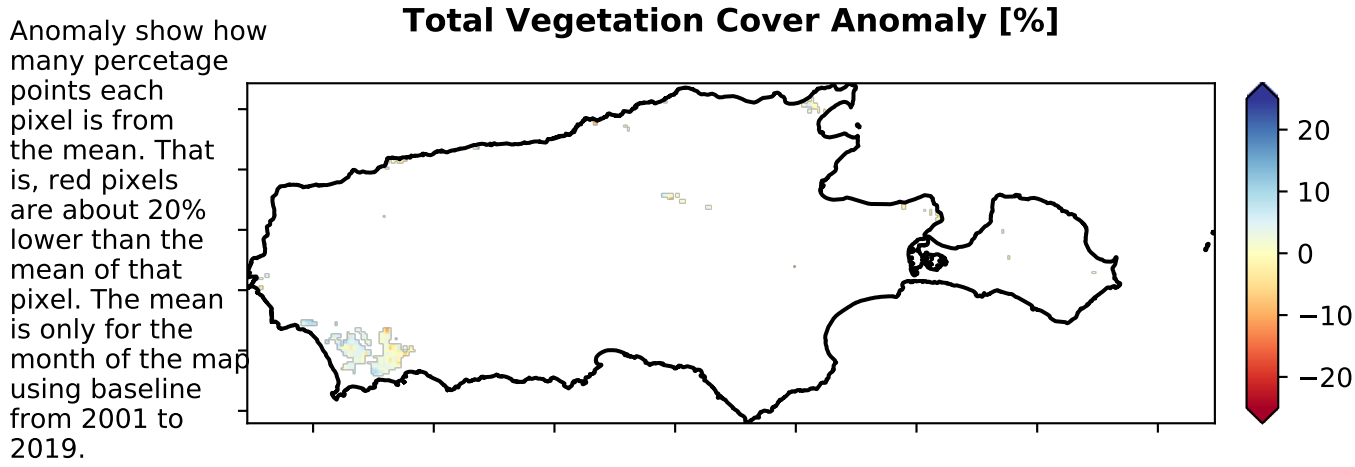 Total Vegetation Cover Anomaly [%]
Anomaly show how
many percetage
points each
pixel is from
the mean. That
is, red pixels
are about 20%
lower than the
mean of that
pixel. The mean
is only for the
month of the map
using baseline
from 2001 to
2019.
20
10
0
−10
−20